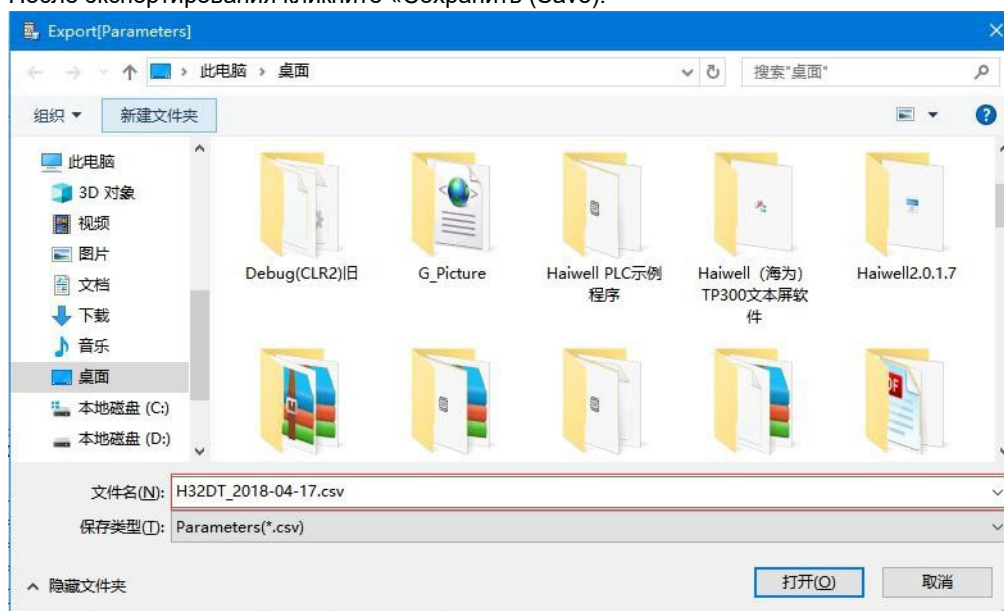 После экспортирования кликните «Сохранить (Save).
Export[Parameters]
此电脑 > 桌面
搜索"桌面"
组织
新建文件夹
此电脑
3D 对象
视频
图片
文档
下载
音乐
桌面
本地磁盘 (C:)
本地磁盘 (D:)
Debug(CLR2)旧
G_Picture
Haiwell PLC示例
程序
Haiwell（海为）
TP300文本屏软
件
Haiwell2.0.1.7
文件名(N): H32DT_2018-04-17.csv
保存类型(T): Parameters(*.csv)
隐藏文件夹
打开(O)
取消